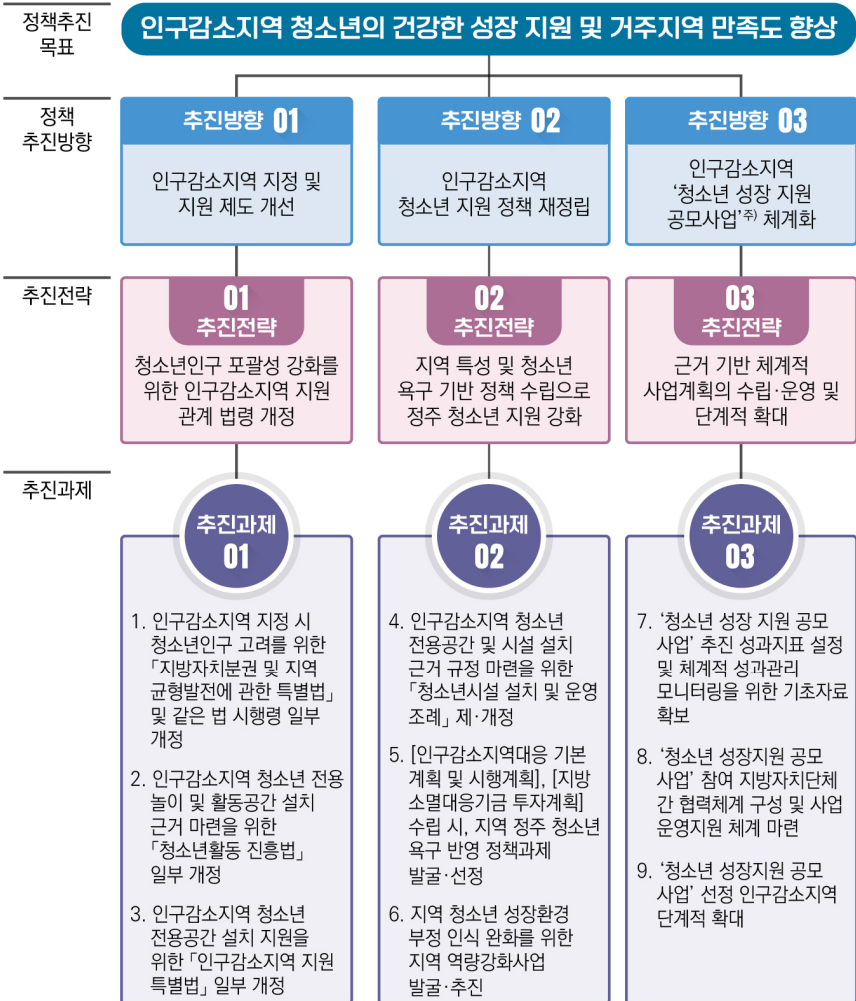 정책추진
목표
인구감소지역 청소년의 건강한 성장 지원 및 거주지역 만족도 향상
정책
추진방향
추진방향 01
인구감소지역 지정 및
지원 제도 개선
추진방향 02
인구감소지역
청소년 지원 정책 재정립
추진방향 03
인구감소지역
‘청소년 성장 지원
공모사업’주) 체계화
추진전략
01
추진전략
청소년인구 포괄성 강화를
위한 인구감소지역 지원
관계 법령 개정
02
추진전략
지역 특성 및 청소년
욕구 기반 정책 수립으로
정주 청소년 지원 강화
03
추진전략
근거 기반 체계적
사업계획의 수립·운영 및
단계적 확대
추진과제
추진과제
01
1. 인구감소지역 지정 시
청소년인구 고려를 위한
「지방자치분권 및 지역
균형발전에 관한 특별법」
및 같은 법 시행령 일부
개정
2. 인구감소지역 청소년 전용
놀이 및 활동공간 설치
근거 마련을 위한
「청소년활동 진흥법」
일부 개정
3. 인구감소지역 청소년
전용공간 설치 지원을
위한 「인구감소지역 지원
특별법」 일부 개정
추진과제
02
4. 인구감소지역 청소년
전용공간 및 시설 설치
근거 규정 마련을 위한
「청소년시설 설치 및 운영
조례」 제·개정
5. [인구감소지역대응 기본
계획 및 시행계획], [지방
소멸대응기금 투자계획]
수립 시, 지역 정주 청소년
욕구 반영 정책과제
발굴·선정
6. 지역 청소년 성장환경
부정 인식 완화를 위한
지역 역량강화사업
발굴·추진
추진과제
03
7. ‘청소년 성장 지원 공모
사업’ 추진 성과지표 설정
및 체계적 성과관리
모니터링을 위한 기초자료
확보
8. ‘청소년 성장지원 공모
사업’ 참여 지방자치단체
간 협력체계 구성 및 사업
운영지원 체계 마련
9. ‘청소년 성장지원 공모
사업’ 선정 인구감소지역
단계적 확대